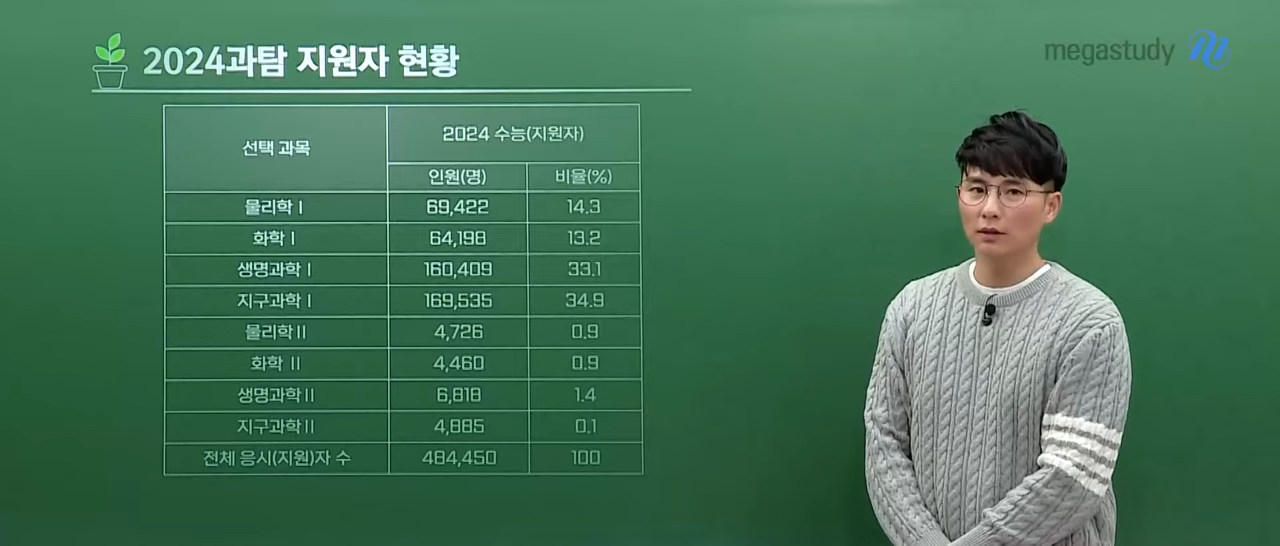 2024과탐 지원자 현황
megastudy
선택 과목
2024 수능(지원자)
인원(명) 비율(%)
물리학 I 69,422 14.3
화학 I 64,198 13.2
생명과학 I 160,409 33.1
지구과학 I 169,535 34.9
물리학 II 4,726 0.9
화학 II 4,460 0.9
생명과학 II 6,818 1.4
지구과학 II 4,885 0.1
전체 응시(지원)자 수 484,450 100